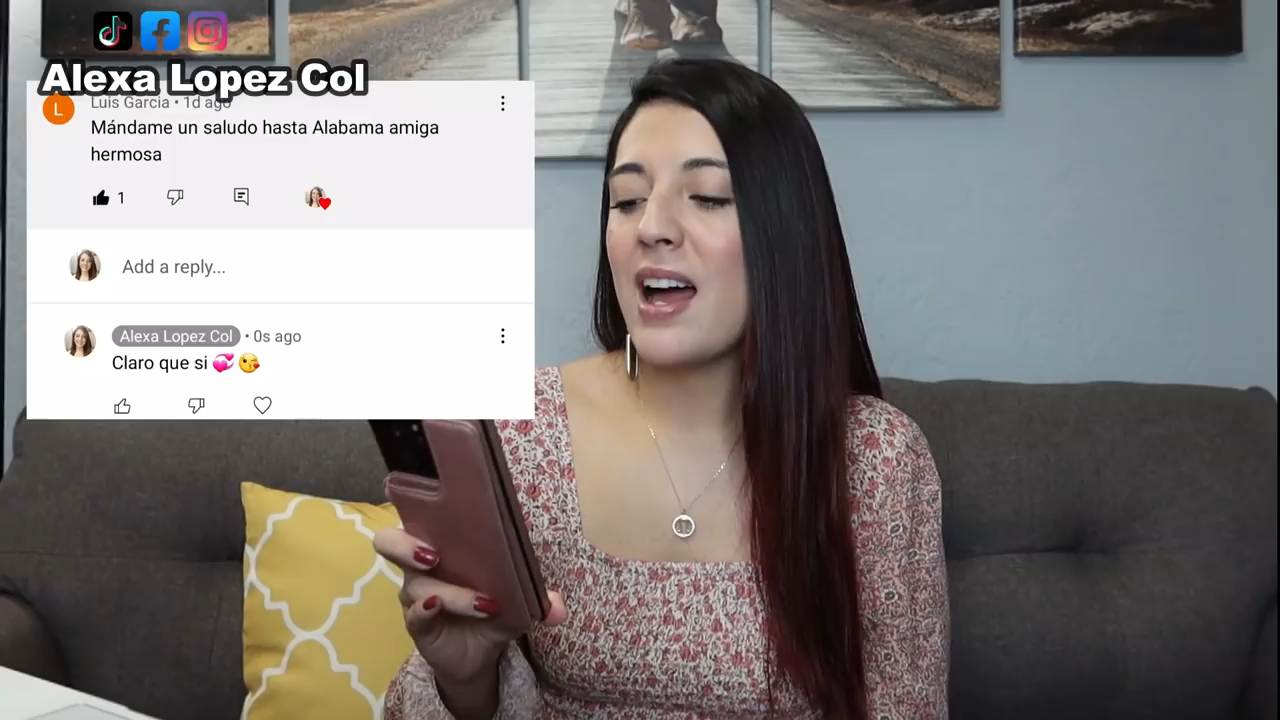 Alexa Lopez Col
Luis Garcia • 1d ago
L
Mándame un saludo hasta Alabama amiga
hermosa
1
Add a reply...
Alexa Lopez Col • 0s ago
Claro que si 💞😘